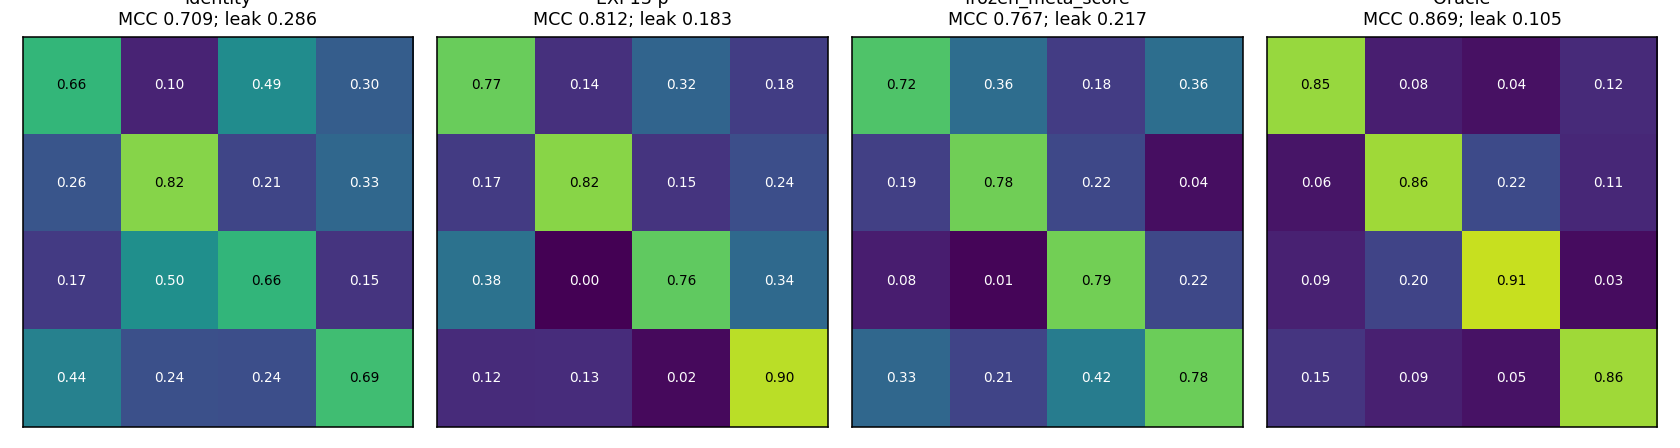 MCC 0.709; leak 0.286
MCC 0.812; leak 0.183
frozen_meta_score
MCC 0.767; leak 0.217
Oracle
MCC 0.869; leak 0.105
0.66 0.10 0.49 0.30
0.26 0.82 0.21 0.33
0.17 0.50 0.66 0.15
0.44 0.24 0.24 0.69
0.77 0.14 0.32 0.18
0.17 0.82 0.15 0.24
0.38 0.00 0.76 0.34
0.12 0.13 0.02 0.90
0.72 0.36 0.18 0.36
0.19 0.78 0.22 0.04
0.08 0.01 0.79 0.22
0.33 0.21 0.42 0.78
0.85 0.08 0.04 0.12
0.06 0.86 0.22 0.11
0.09 0.20 0.91 0.03
0.15 0.09 0.05 0.86